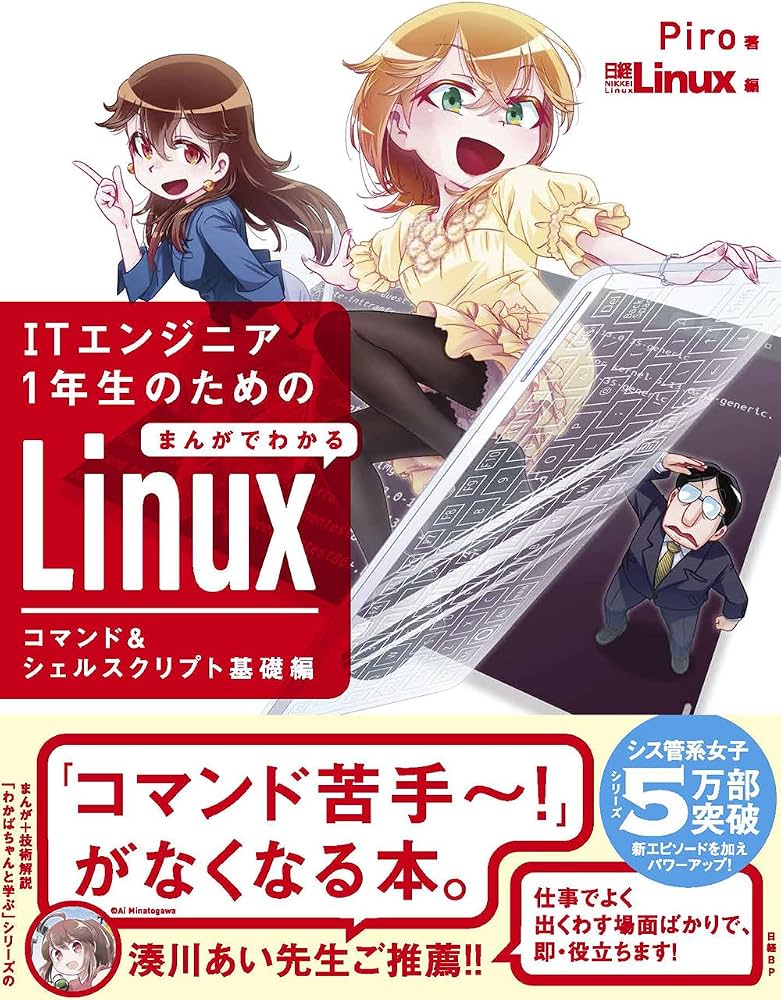 Piro 著
日経
NIKKEI
Linux
Linux 編
ITエンジニア
1年生のための
まんがでわかる
Linux
コマンド＆
シェルスクリプト基礎編
「コマンド苦手～!」
がなくなる本。
©Ai Minatogawa
シス管系女子
シリーズ
5万部
突破
新エピソードを加え
パワーアップ!
まんが＋技術解説
「わかばちゃんと学ぶ」シリーズの
湊川あい先生ご推薦!!
仕事でよく
出くわす場面ばかりで、
即・役立ちます!
日経BP